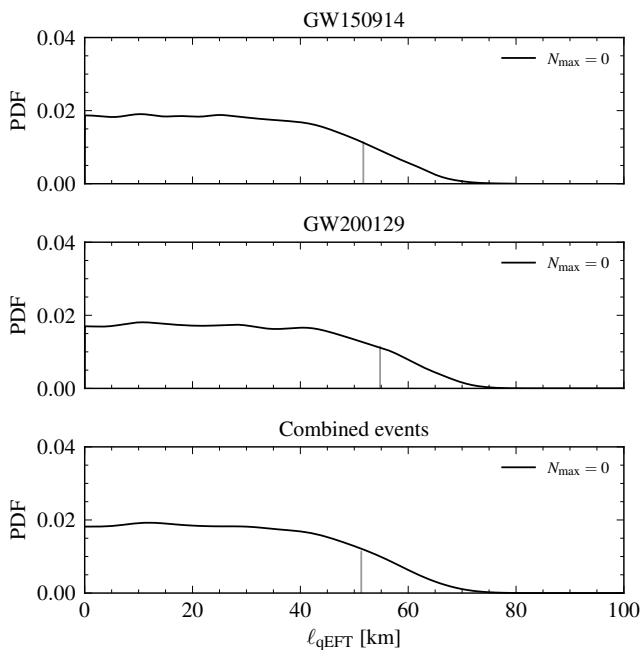 GW150914
0.04
N_max = 0
0.02
PDF
0.00
GW200129
0.04
N_max = 0
0.02
PDF
0.00
Combined events
0.04
N_max = 0
0.02
PDF
0.00
0 20 40 60 80 100
ℓ_qEFT [km]